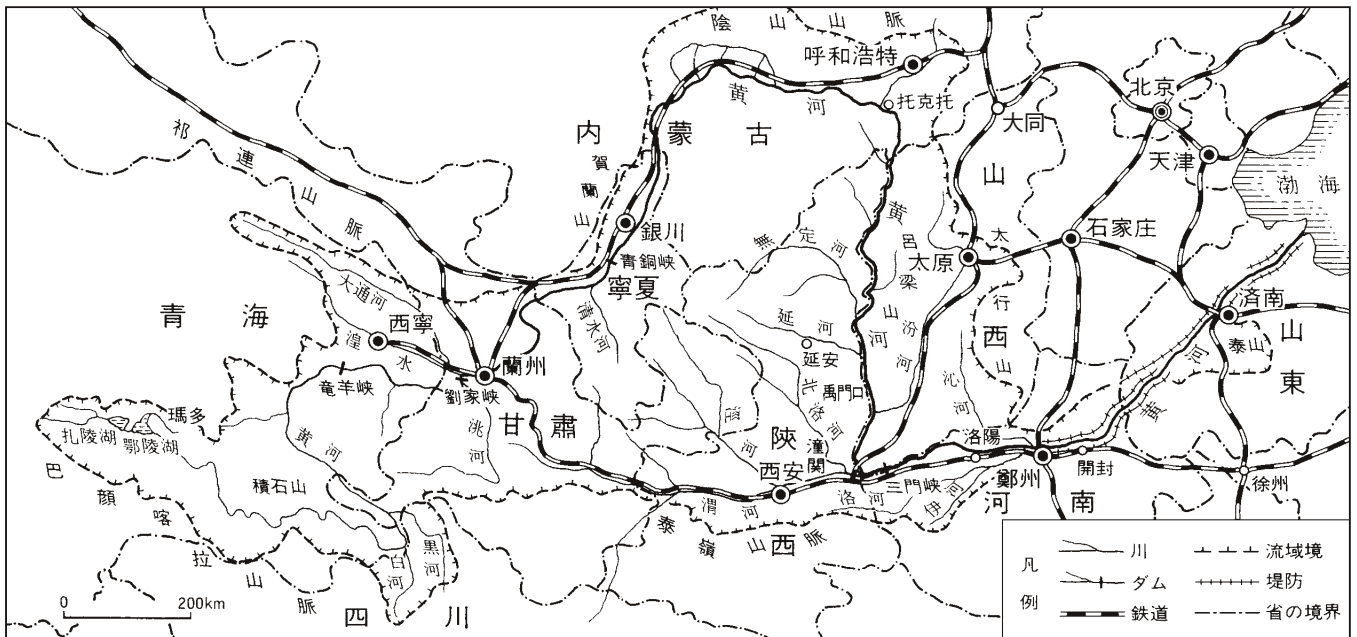 陰山山脈
呼和浩特
北京
黄河
托克托
大同
天津
渤海
内蒙古
祁連山脈
賀蘭山
山西
銀川
無定河
黄河
呂梁山
太原
太行山
石家庄
青銅峡
寧夏
大通河
清水河
延河
汾河
済南
青海
西寧
湟水
延安
泰山
山東
蘭州
竜羊峡
劉家峡
北洛河
禹門口
沁河
黄河
瑪多
扎陵湖
鄂陵湖
黄河
甘粛
洮河
河
陝西
潼関
洛陽
西安
三門峡
鄭州
開封
徐州
巴顔喀拉山脈
積石山
渭河
洛河
伊河
河南
泰嶺山脈
白河
黒河
四川
0 200km
凡例
川
ダム
鉄道
流域境
堤防
省の境界